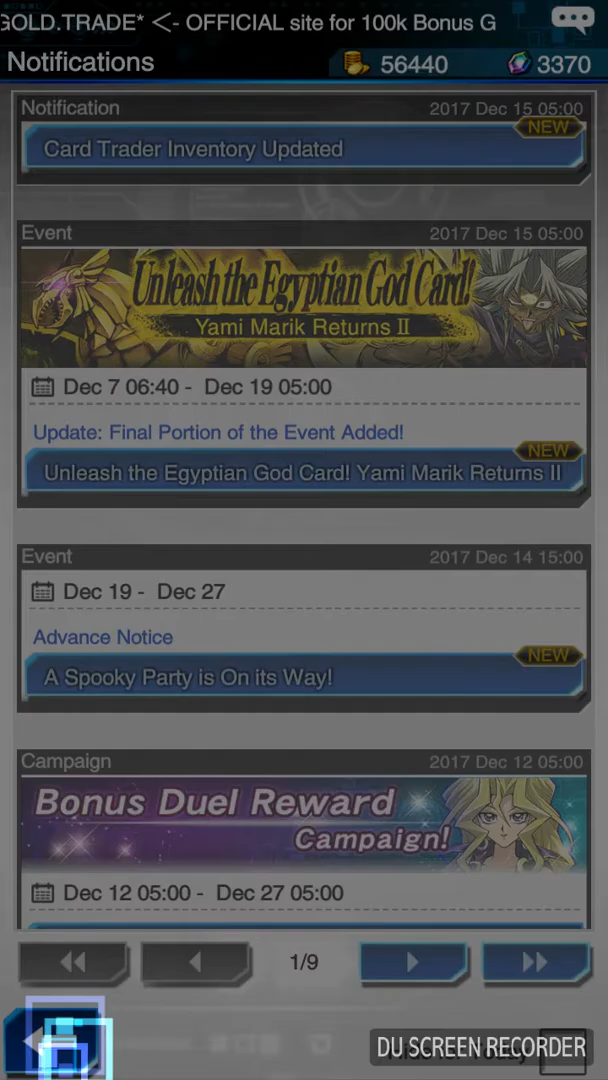 GOLD.TRADE* <- OFFICIAL site for 100k Bonus G
Notifications
56440
3370
Notification
2017 Dec 15 05:00
NEW
Card Trader Inventory Updated
Event
2017 Dec 15 05:00
Unleash the Egyptian God Card!
Yami Marik Returns II
Dec 7 06:40 - Dec 19 05:00
Update: Final Portion of the Event Added!
NEW
Unleash the Egyptian God Card! Yami Marik Returns II
Event
2017 Dec 14 15:00
Dec 19 - Dec 27
Advance Notice
NEW
A Spooky Party is On its Way!
Campaign
2017 Dec 12 05:00
Bonus Duel Reward
Campaign!
Dec 12 05:00 - Dec 27 05:00
1/9
DU SCREEN RECORDER